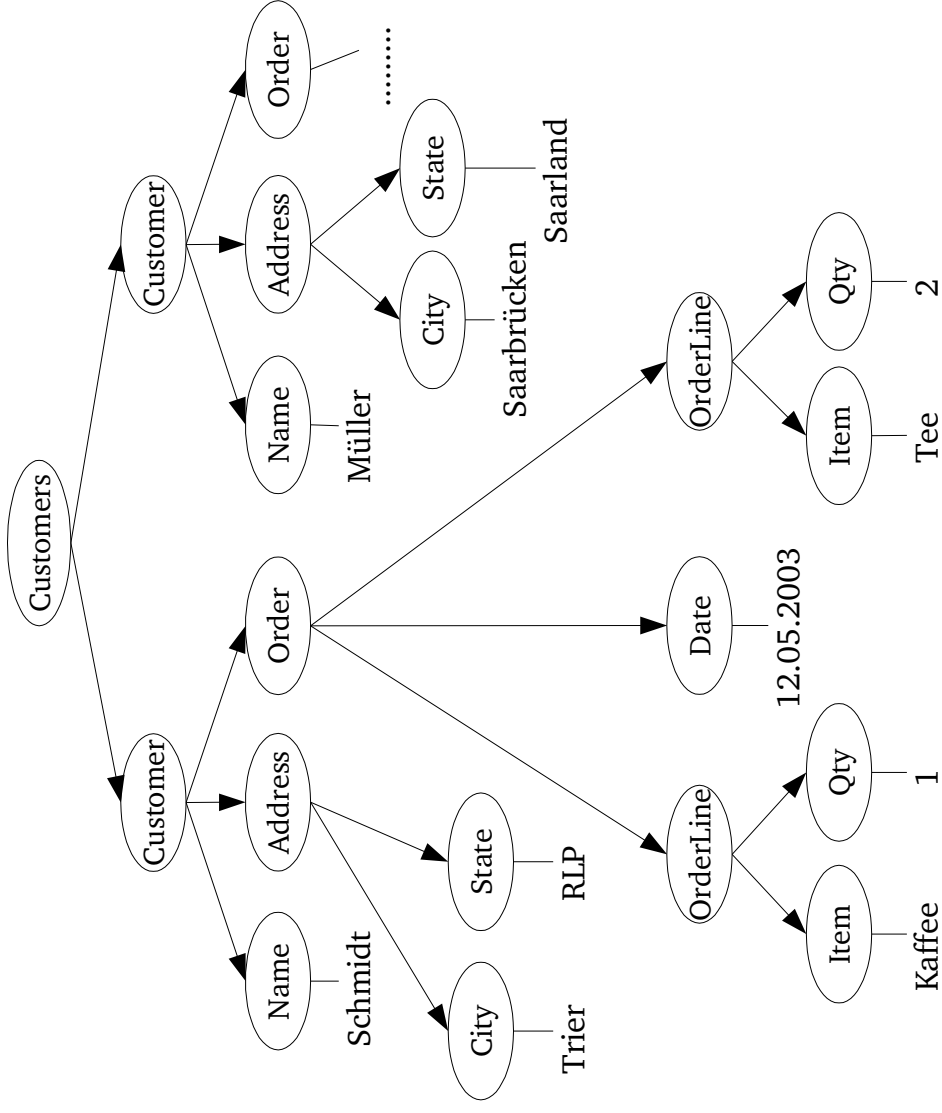 Customers
Customer
Customer
Name
Address
Order
Name
Address
Order
Schmidt
Müller
.........
City
State
City
State
Trier
RLP
Saarbrücken
Saarland
OrderLine
Date
OrderLine
12.05.2003
Item
Qty
Item
Qty
Kaffee
1
Tee
2